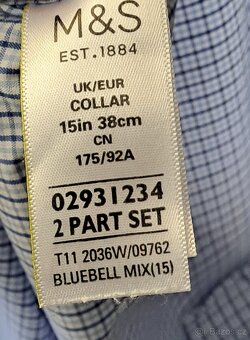 M&S
EST. 1884
UK/EUR
COLLAR
15in 38cm
CN
175/92A
02931234
2 PART SET
T11 2036W/09762
BLUEBELL MIX(15)